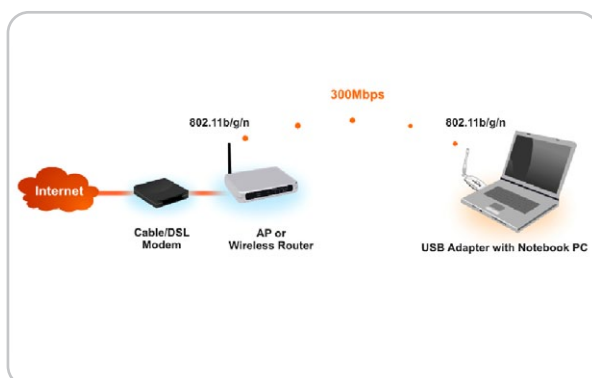 300Mbps
802.11b/g/n
802.11b/g/n
Internet
Cable/DSL
Modem
AP or
Wireless Router
USB Adapter with Notebook PC